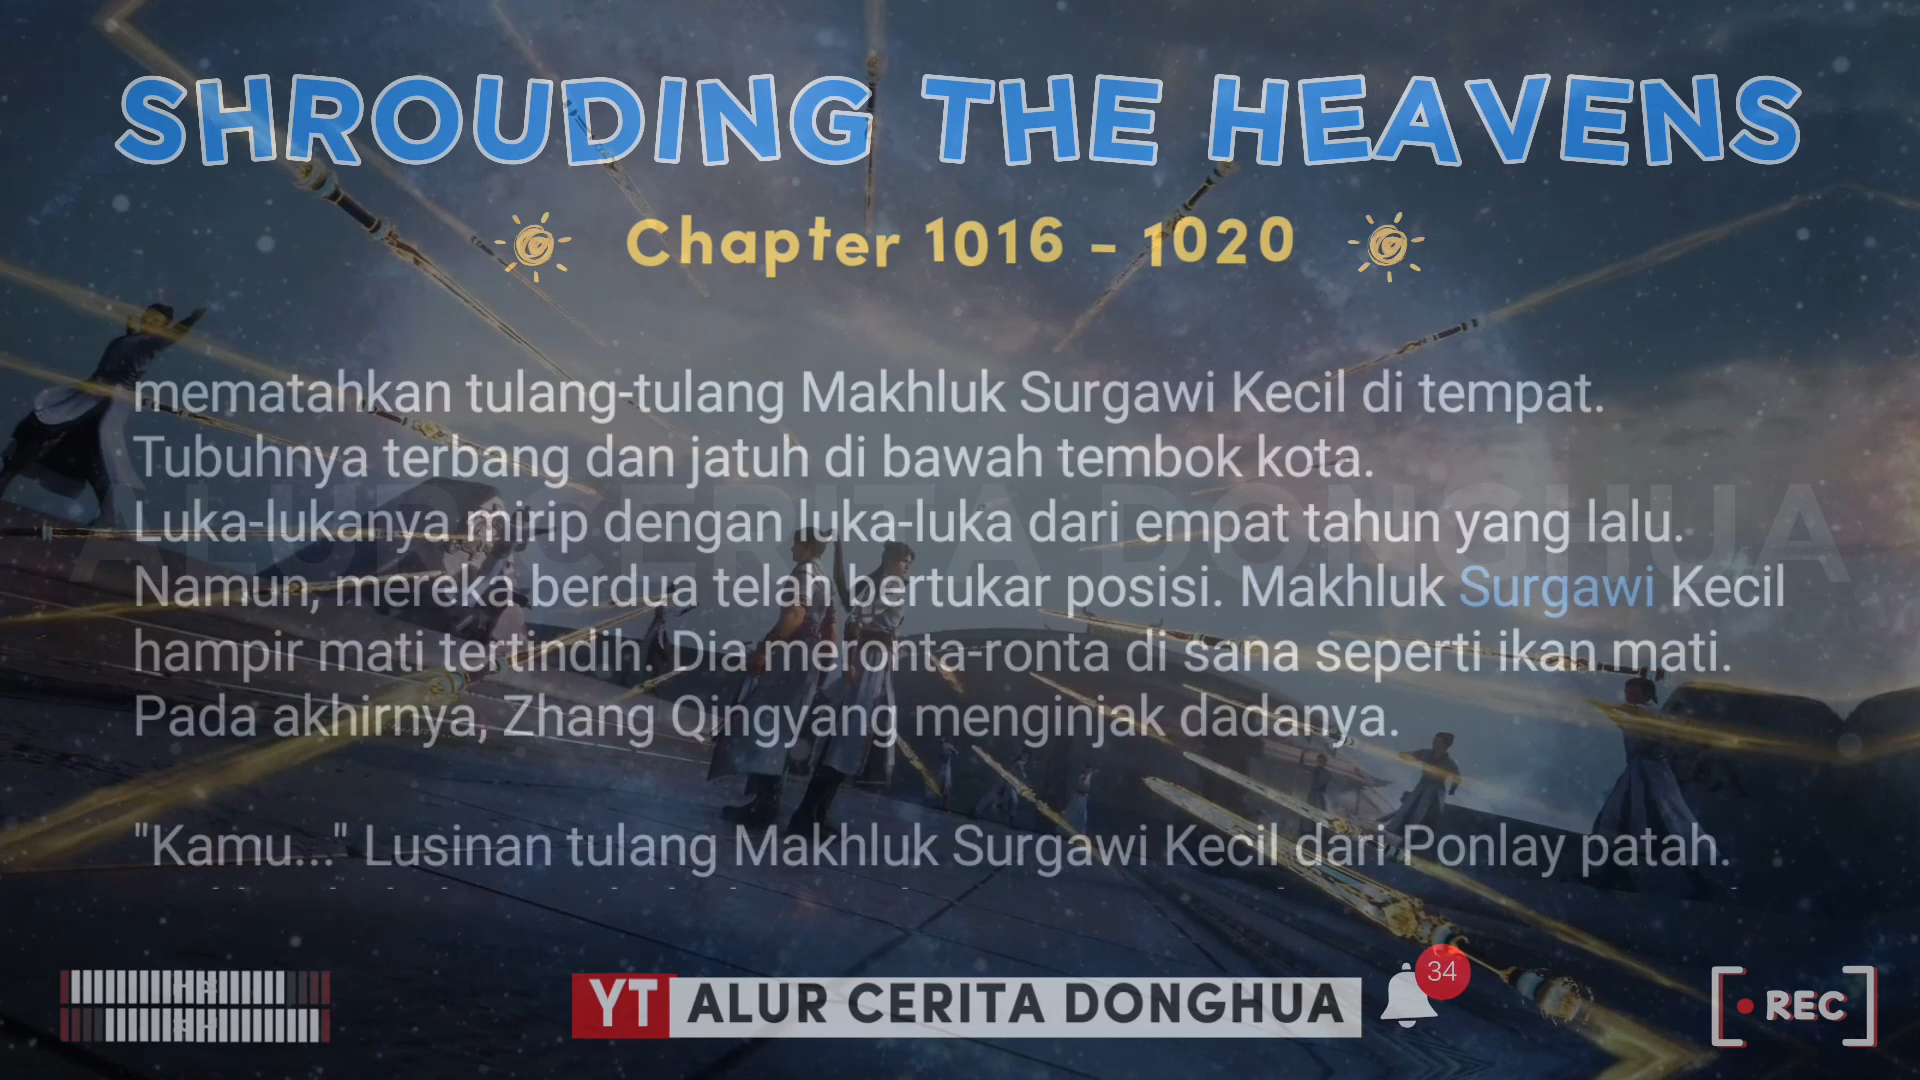 SHROUDING THE HEAVENS
Chapter 1016 - 1020
mematahkan tulang-tulang Makhluk Surgawi Kecil di tempat.
Tubuhnya terbang dan jatuh di bawah tembok kota.
Luka-lukanya mirip dengan luka-luka dari empat tahun yang lalu.
Namun, mereka berdua telah bertukar posisi. Makhluk Surgawi Kecil
hampir mati tertindih. Dia meronta-ronta di sana seperti ikan mati.
Pada akhirnya, Zhang Qingyang menginjak dadanya.
"Kamu..." Lusinan tulang Makhluk Surgawi Kecil dari Ponlay patah.
ALUR CERITA DONGHUA
YT ALUR CERITA DONGHUA
34
REC